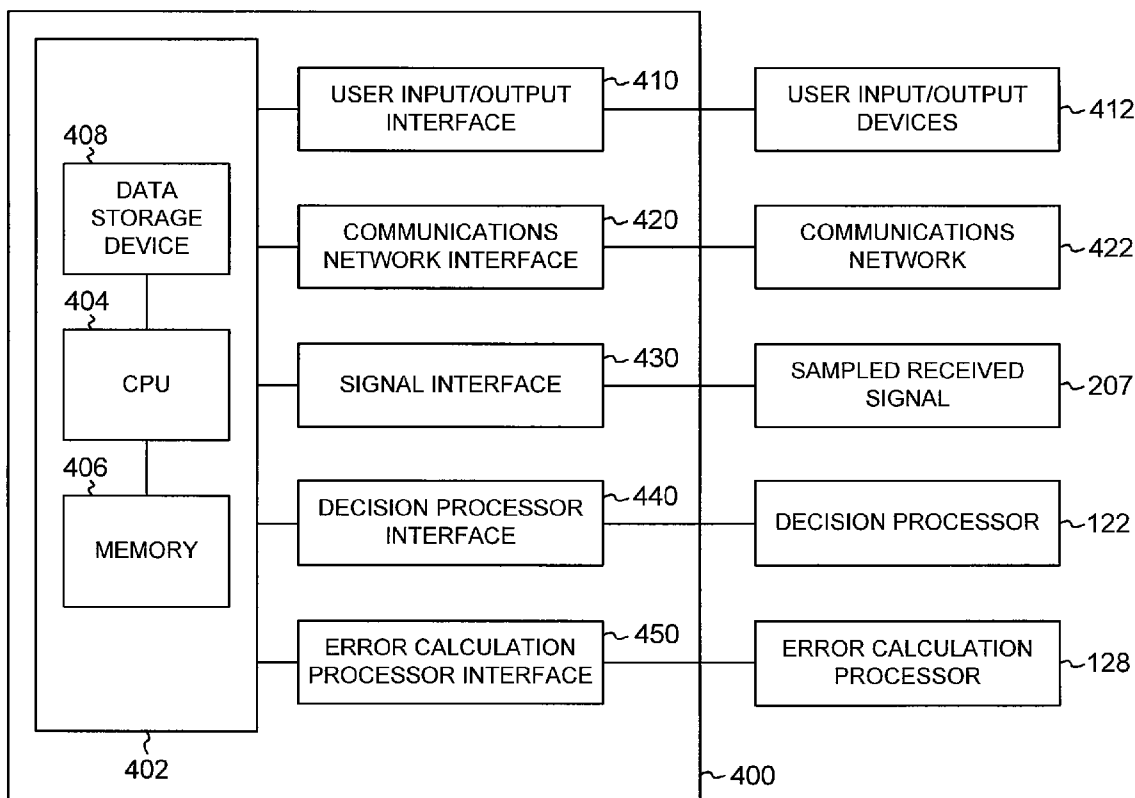 USER INPUT/OUTPUT
INTERFACE
410
USER INPUT/OUTPUT
DEVICES
412
408
DATA
STORAGE
DEVICE
COMMUNICATIONS
NETWORK INTERFACE
420
COMMUNICATIONS
NETWORK
422
404
CPU
SIGNAL INTERFACE
430
SAMPLED RECEIVED
SIGNAL
207
406
MEMORY
DECISION PROCESSOR
INTERFACE
440
DECISION PROCESSOR
122
ERROR CALCULATION
PROCESSOR INTERFACE
450
ERROR CALCULATION
PROCESSOR
128
402
400